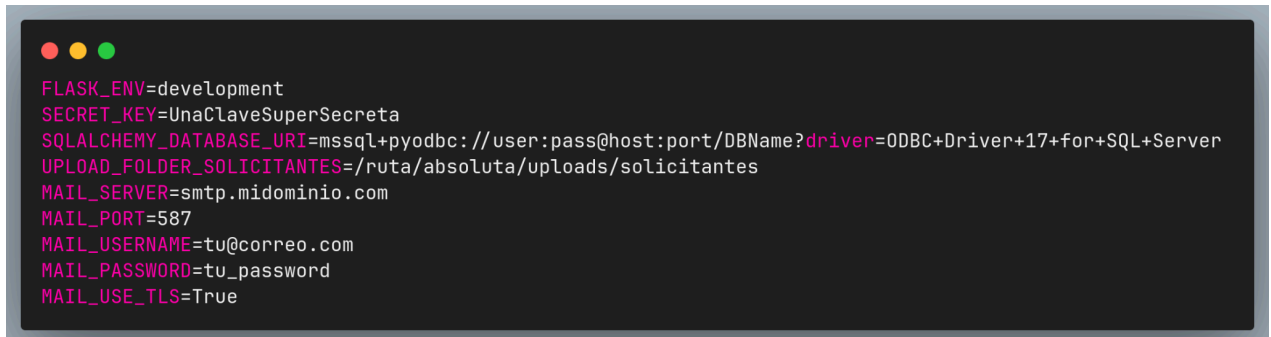 FLASK_ENV=development
SECRET_KEY=UnaClaveSuperSecreta
SQLALCHEMY_DATABASE_URI=mssql+pyodbc://user:pass@host:port/DBName?driver=ODBC+Driver+17+for+SQL+Server
UPLOAD_FOLDER_SOLICITANTES=/ruta/absoluta/uploads/solicitantes
MAIL_SERVER=smtp.midominio.com
MAIL_PORT=587
MAIL_USERNAME=tu@correo.com
MAIL_PASSWORD=tu_password
MAIL_USE_TLS=True